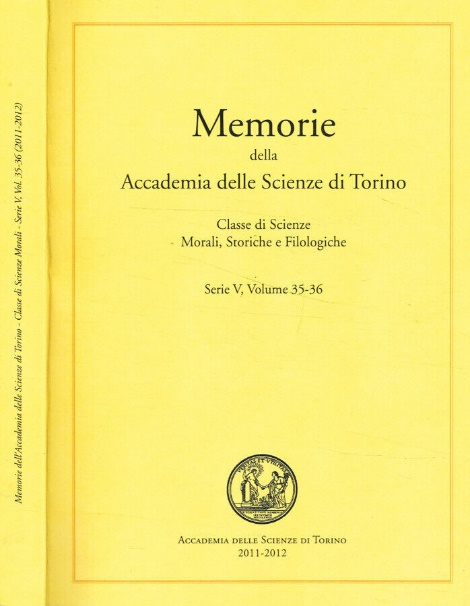 Memorie dell'Accademia delle Scienze di Torino - Classe di Scienze Morali - Serie V, Vol. 35-36 (2011-2012)
Memorie
della
Accademia delle Scienze di Torino
Classe di Scienze
Morali, Storiche e Filologiche
Serie V, Volume 35-36
Accademia delle Scienze di Torino
2011-2012